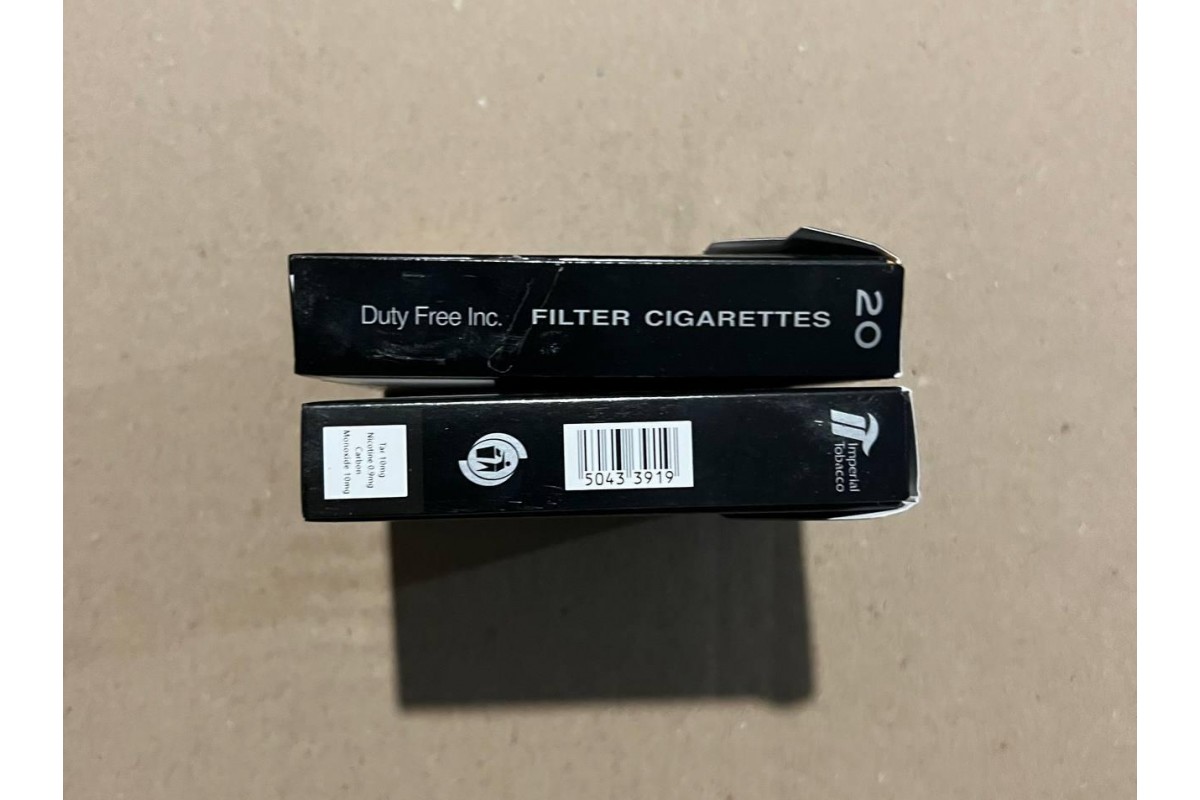 Duty Free Inc. FILTER CIGARETTES 20
Tar 10mg
Nicotine 0.9mg
Carbon
Monoxide 10mg
5043 3919
Imperial
Tobacco